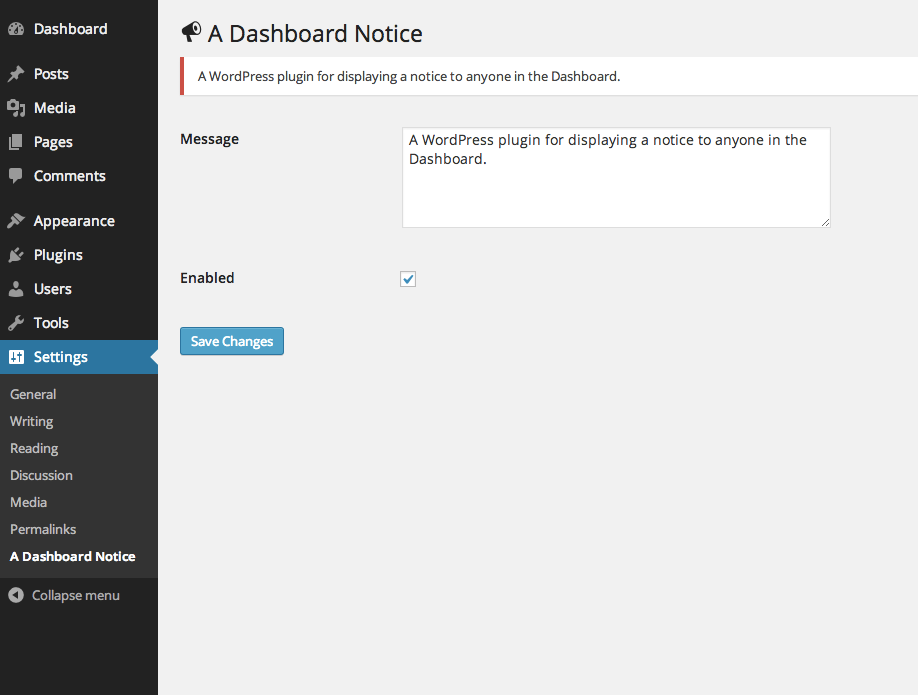 Dashboard
Posts
Media
Pages
Comments
Appearance
Plugins
Users
Tools
Settings
General
Writing
Reading
Discussion
Media
Permalinks
A Dashboard Notice
Collapse menu
A Dashboard Notice
A WordPress plugin for displaying a notice to anyone in the Dashboard.
Message
A WordPress plugin for displaying a notice to anyone in the
Dashboard.
Enabled
Save Changes